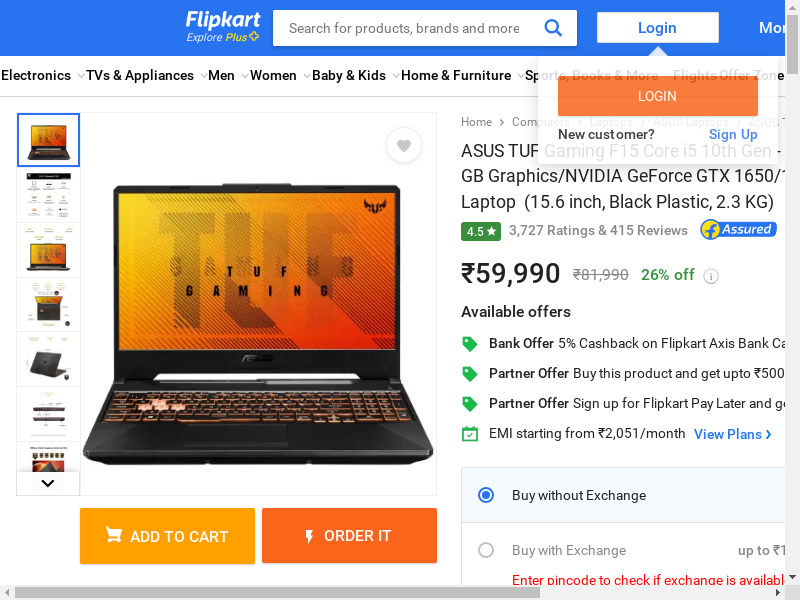 Flipkart
Explore Plus
Search for products, brands and more
Login
Mor
Electronics
TVs & Appliances
Men
Women
Baby & Kids
Home & Furniture
Sports, Books & More
Flights
Offer Zone
LOGIN
New customer?
Sign Up
Home
Computers
Laptops
ASUS Laptops
ASUS T
ASUS TUF Gaming F15 Core i5 10th Gen -
GB Graphics/NVIDIA GeForce GTX 1650/1
Laptop (15.6 inch, Black Plastic, 2.3 KG)
4.5
3,727 Ratings & 415 Reviews
Assured
₹59,990 ₹81,990 26% off
Available offers
Bank Offer 5% Cashback on Flipkart Axis Bank Ca
Partner Offer Buy this product and get upto ₹500
Partner Offer Sign up for Flipkart Pay Later and ge
EMI starting from ₹2,051/month View Plans
Buy without Exchange
Buy with Exchange
up to ₹1
Enter pincode to check if exchange is availabl
TUF
GAMING
ASUS
ADD TO CART
ORDER IT